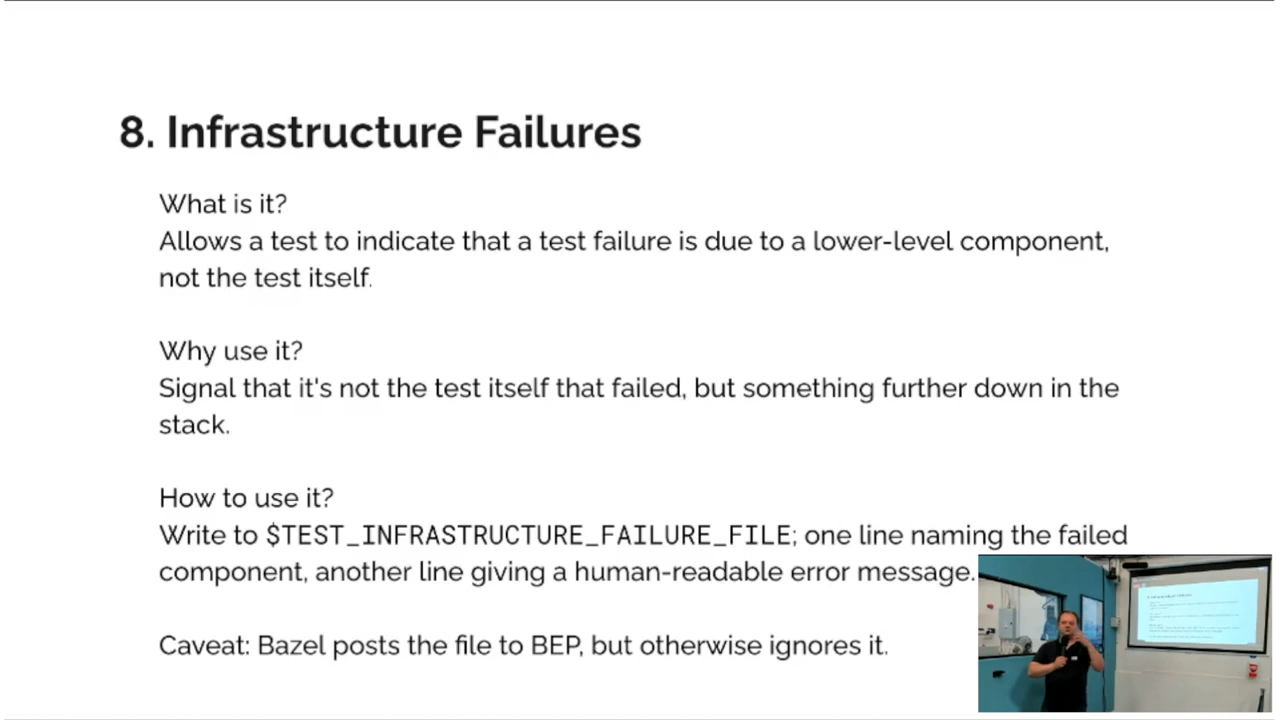 8. Infrastructure Failures
What is it?
Allows a test to indicate that a test failure is due to a lower-level component,
not the test itself.
Why use it?
Signal that it's not the test itself that failed, but something further down in the
stack.
How to use it?
Write to $TEST_INFRASTRUCTURE_FAILURE_FILE; one line naming the failed
component, another line giving a human-readable error message.
Caveat: Bazel posts the file to BEP, but otherwise ignores it.